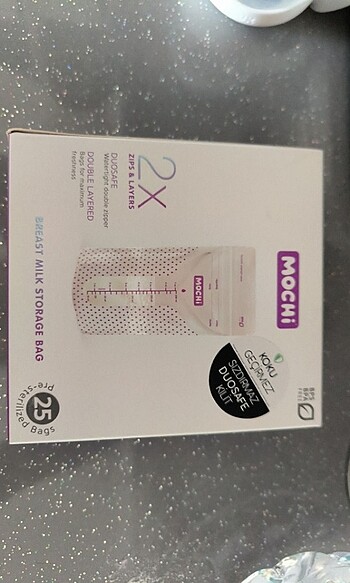 MOCHi
2X
ZIPS & LAYERS
DUOSAFE
Watertight double zipper
DOUBLE LAYERED
Bags for maximum
freshness
MOCHi
KOKU
GEÇİRMEZ
SIZDIRMAZ
DUOSAFE
KİLİT
BPS
BPA
FREE
BREAST MILK STORAGE BAG
25
pre-sterilized Bags